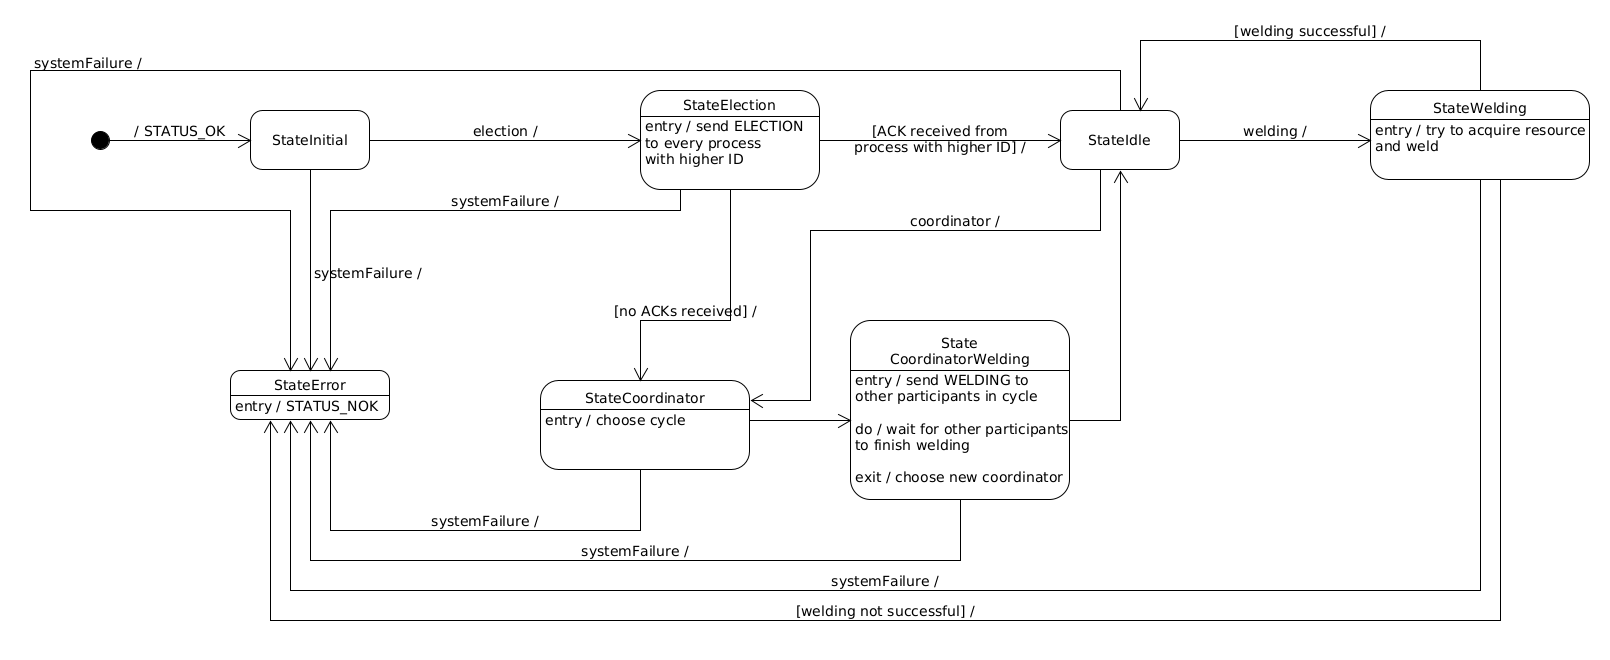 [welding successful] /
systemFailure /
/ STATUS_OK
StateInitial
election /
StateElection
entry / send ELECTION
to every process
with higher ID
[ACK received from
process with higher ID] /
StateIdle
welding /
StateWelding
entry / try to acquire resource
and weld
systemFailure /
coordinator /
systemFailure /
[no ACKs received] /
StateError
entry / STATUS_NOK
StateCoordinator
entry / choose cycle
State
CoordinatorWelding
entry / send WELDING to
other participants in cycle
do / wait for other participants
to finish welding
exit / choose new coordinator
systemFailure /
systemFailure /
systemFailure /
[welding not successful] /